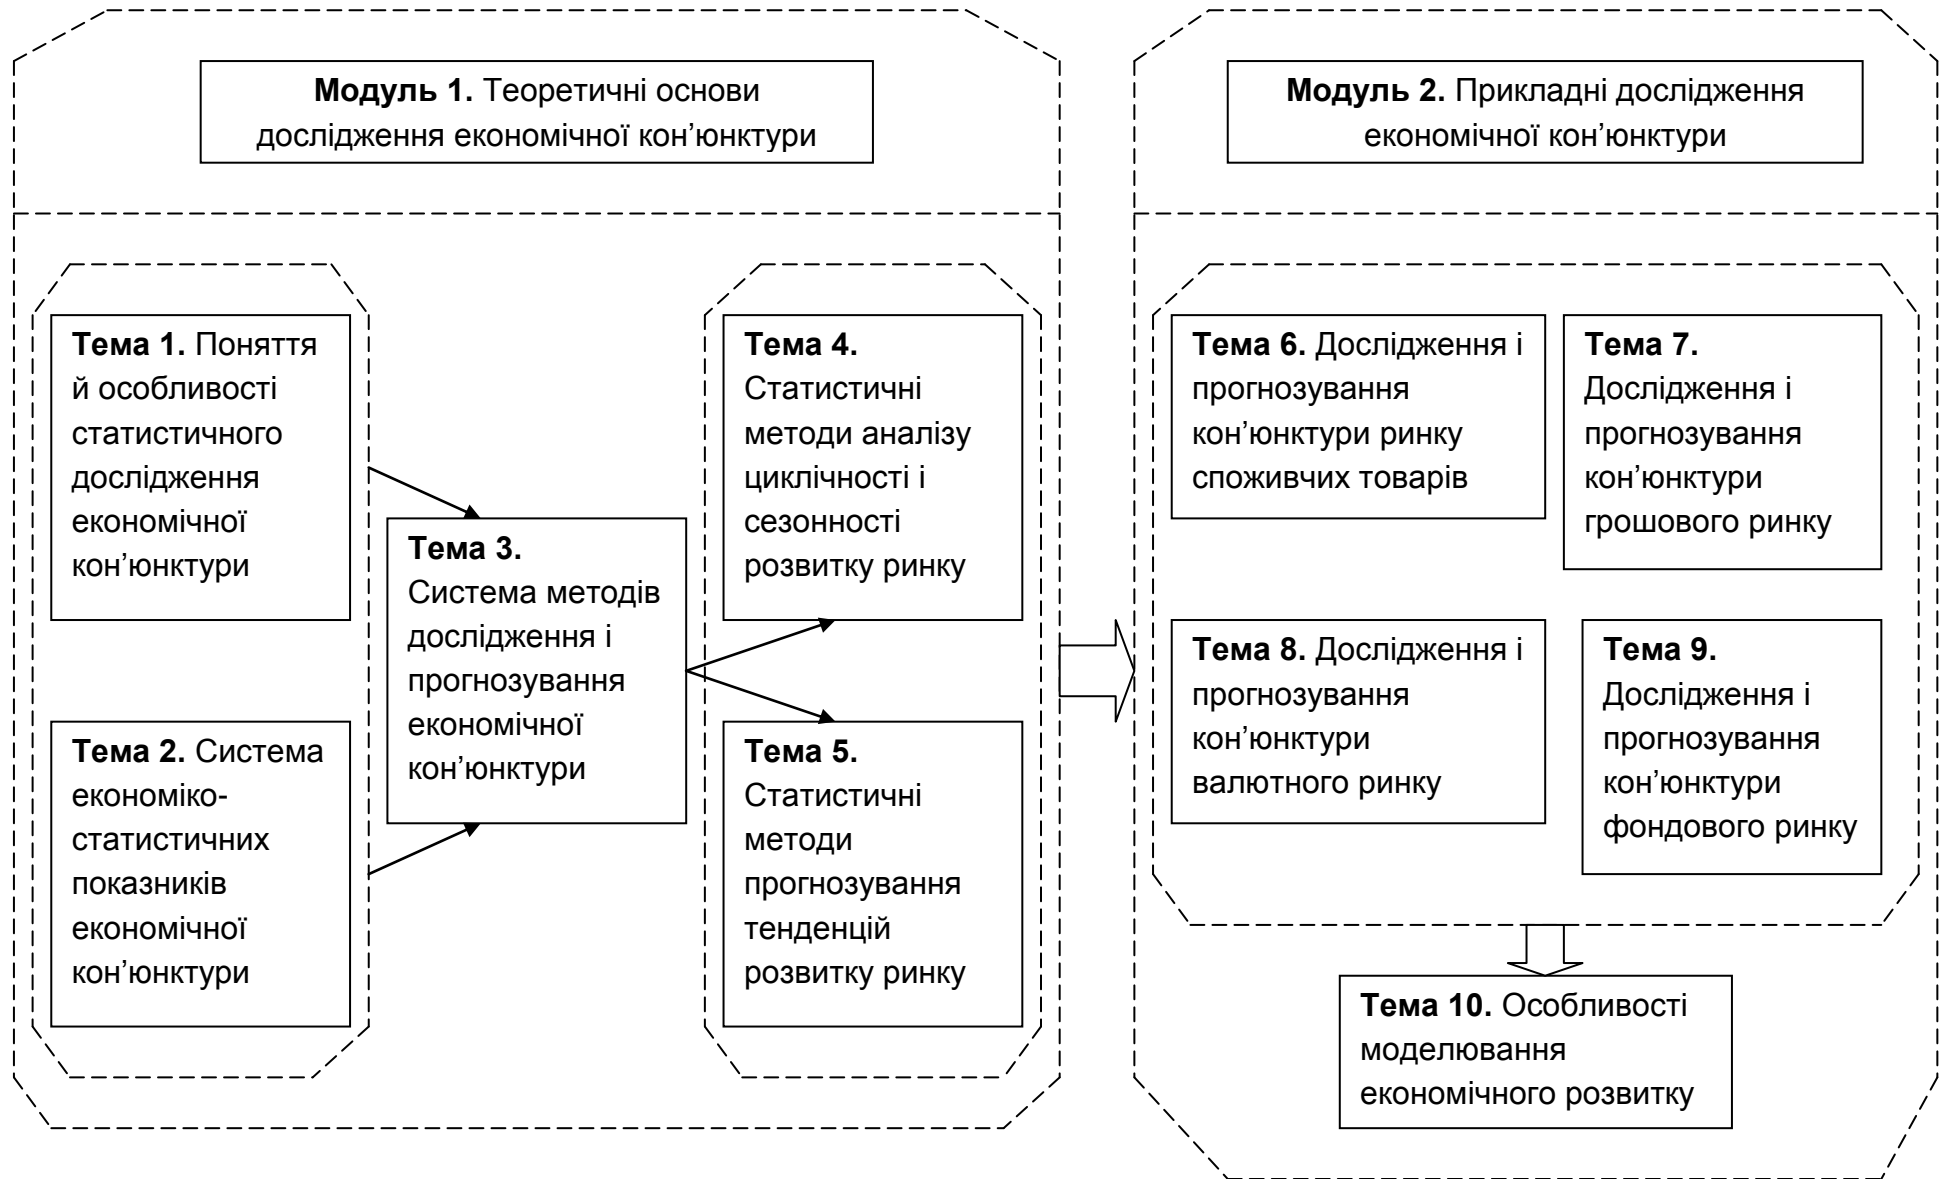 Модуль 1. Теоретичні основи
дослідження економічної кон’юнктури
Тема 1. Поняття
й особливості
статистичного
дослідження
економічної
кон’юнктури
Тема 2. Система
економіко-
статистичних
показників
економічної
кон’юнктури
Тема 3.
Система методів
дослідження і
прогнозування
економічної
кон’юнктури
Тема 4.
Статистичні
методи аналізу
циклічності і
сезонності
розвитку ринку
Тема 5.
Статистичні
методи
прогнозування
тенденцій
розвитку ринку
Модуль 2. Прикладні дослідження
економічної кон’юнктури
Тема 6. Дослідження і
прогнозування
кон’юнктури ринку
споживчих товарів
Тема 7.
Дослідження і
прогнозування
кон’юнктури
грошового ринку
Тема 8. Дослідження і
прогнозування
кон’юнктури
валютного ринку
Тема 9.
Дослідження і
прогнозування
кон’юнктури
фондового ринку
Тема 10. Особливості
моделювання
економічного розвитку